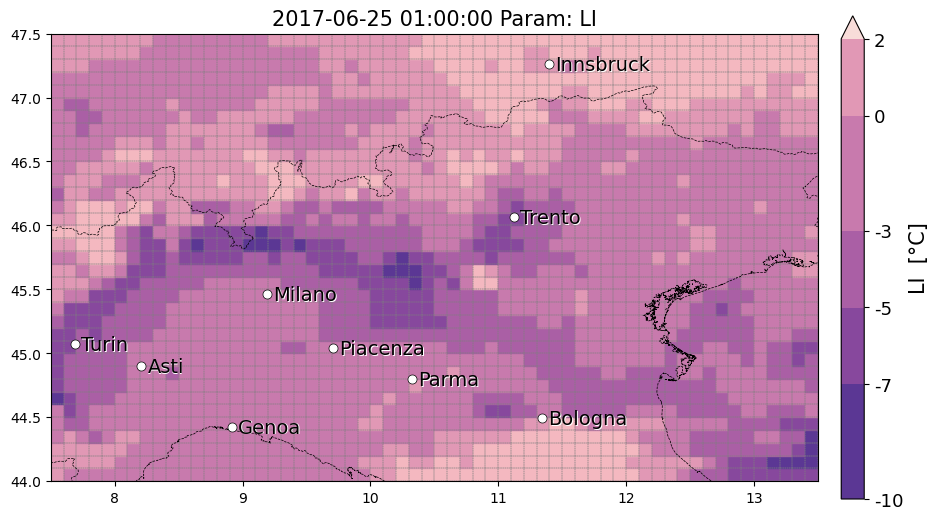 2017-06-25 01:00:00 Param: LI
47.5
47.0
46.5
46.0
45.5
45.0
44.5
44.0
Innsbruck
Trento
Milano
Turin
Piacenza
Asti
Parma
Bologna
Genoa
8
9
10
11
12
13
2
0
-3
-5
-7
-10
LI [°C]